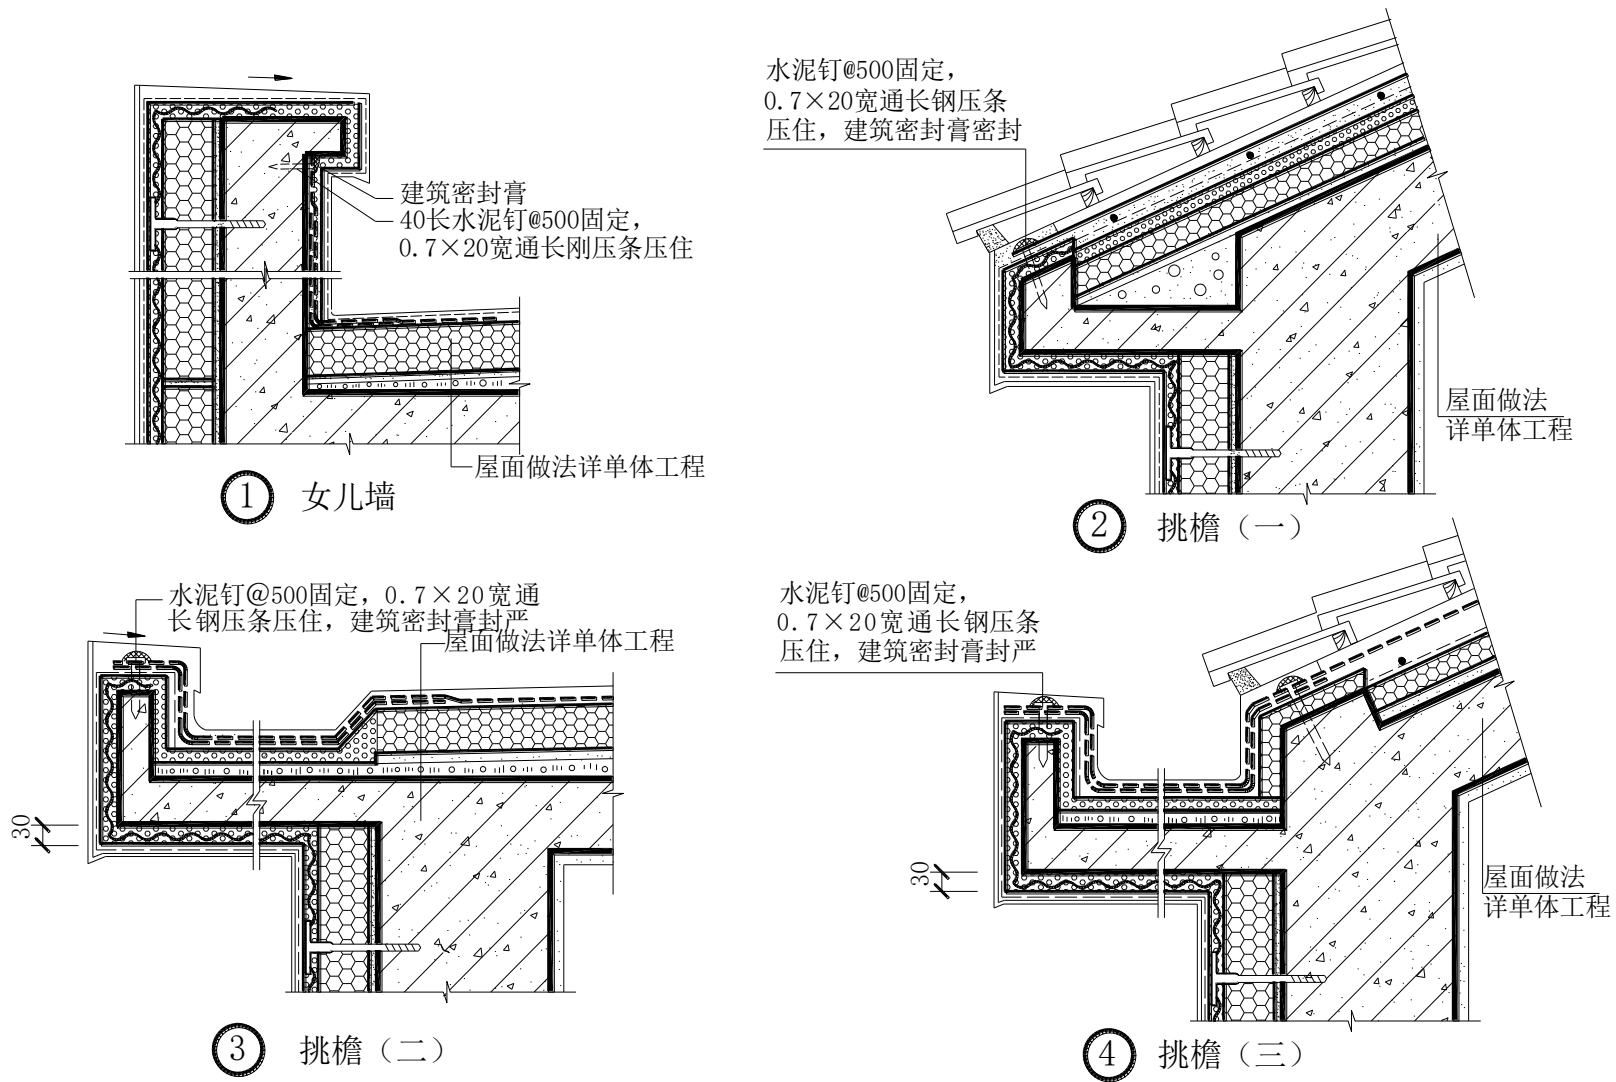 建筑密封膏
40长水泥钉@500固定，
0.7×20宽通长刚压条压住
屋面做法详单体工程
1 女儿墙
水泥钉@500固定，
0.7×20宽通长钢压条
压住，建筑密封膏密封
屋面做法
详单体工程
2 挑檐（一）
水泥钉@500固定，0.7×20宽通
长钢压条压住，建筑密封膏封严
屋面做法详单体工程
30
3 挑檐（二）
水泥钉@500固定，
0.7×20宽通长钢压条
压住，建筑密封膏封严
30
屋面做法
详单体工程
4 挑檐（三）